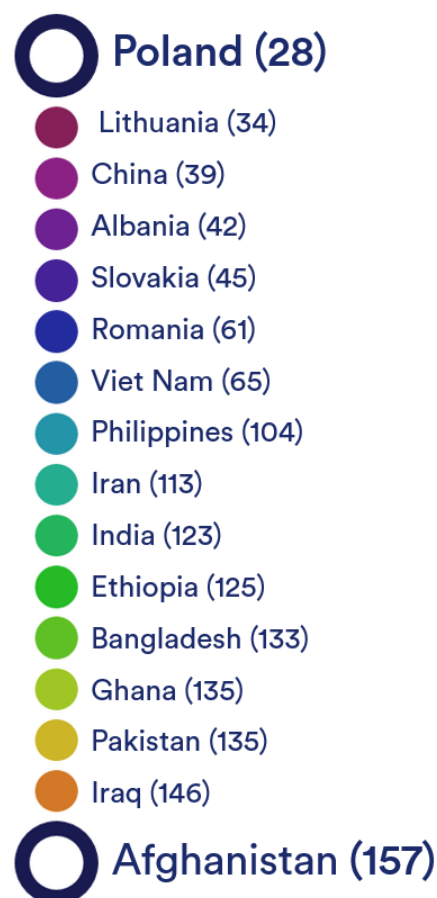 Poland (28)
Lithuania (34)
China (39)
Albania (42)
Slovakia (45)
Romania (61)
Viet Nam (65)
Philippines (104)
Iran (113)
India (123)
Ethiopia (125)
Bangladesh (133)
Ghana (135)
Pakistan (135)
Iraq (146)
Afghanistan (157)